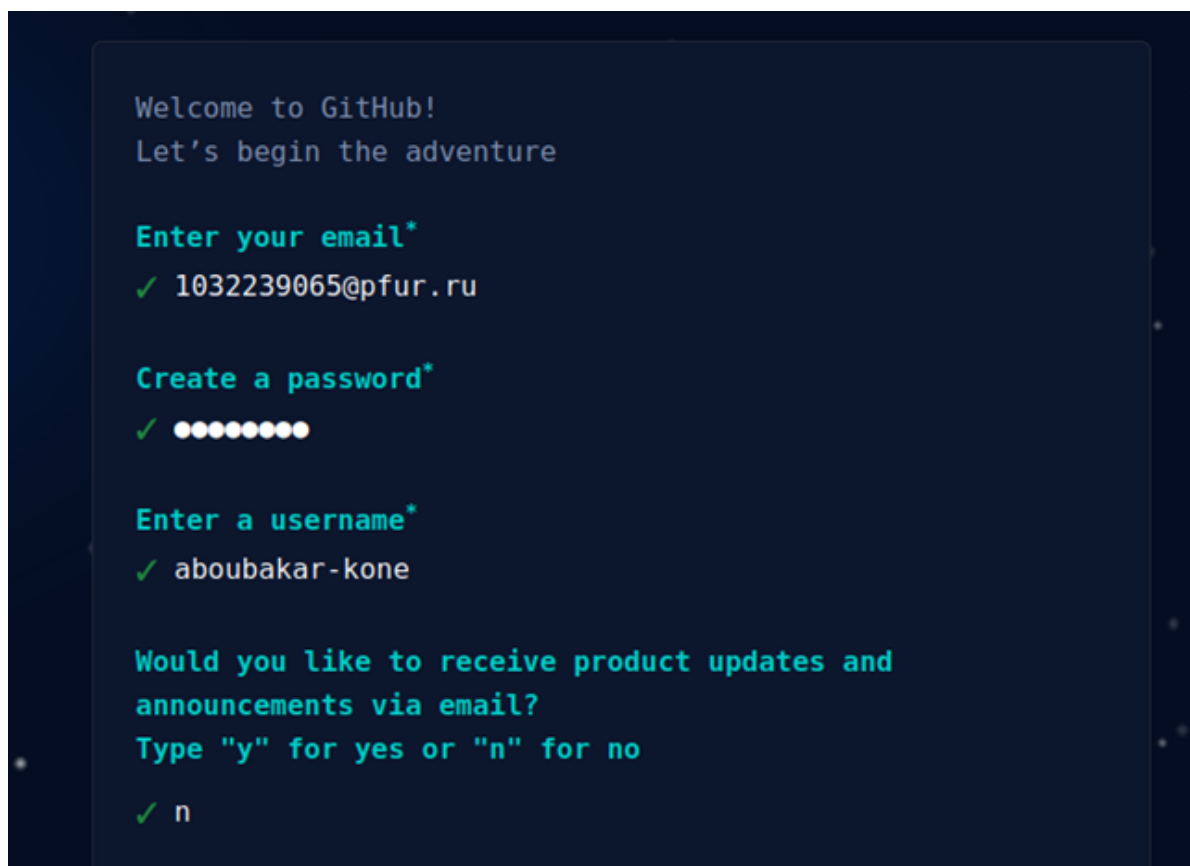 Welcome to GitHub!
Let’s begin the adventure
Enter your email*
✓ 1032239065@pfur.ru
Create a password*
✓ ●●●●●●●●
Enter a username*
✓ aboubakar-kone
Would you like to receive product updates and
announcements via email?
Type "y" for yes or "n" for no
✓ n